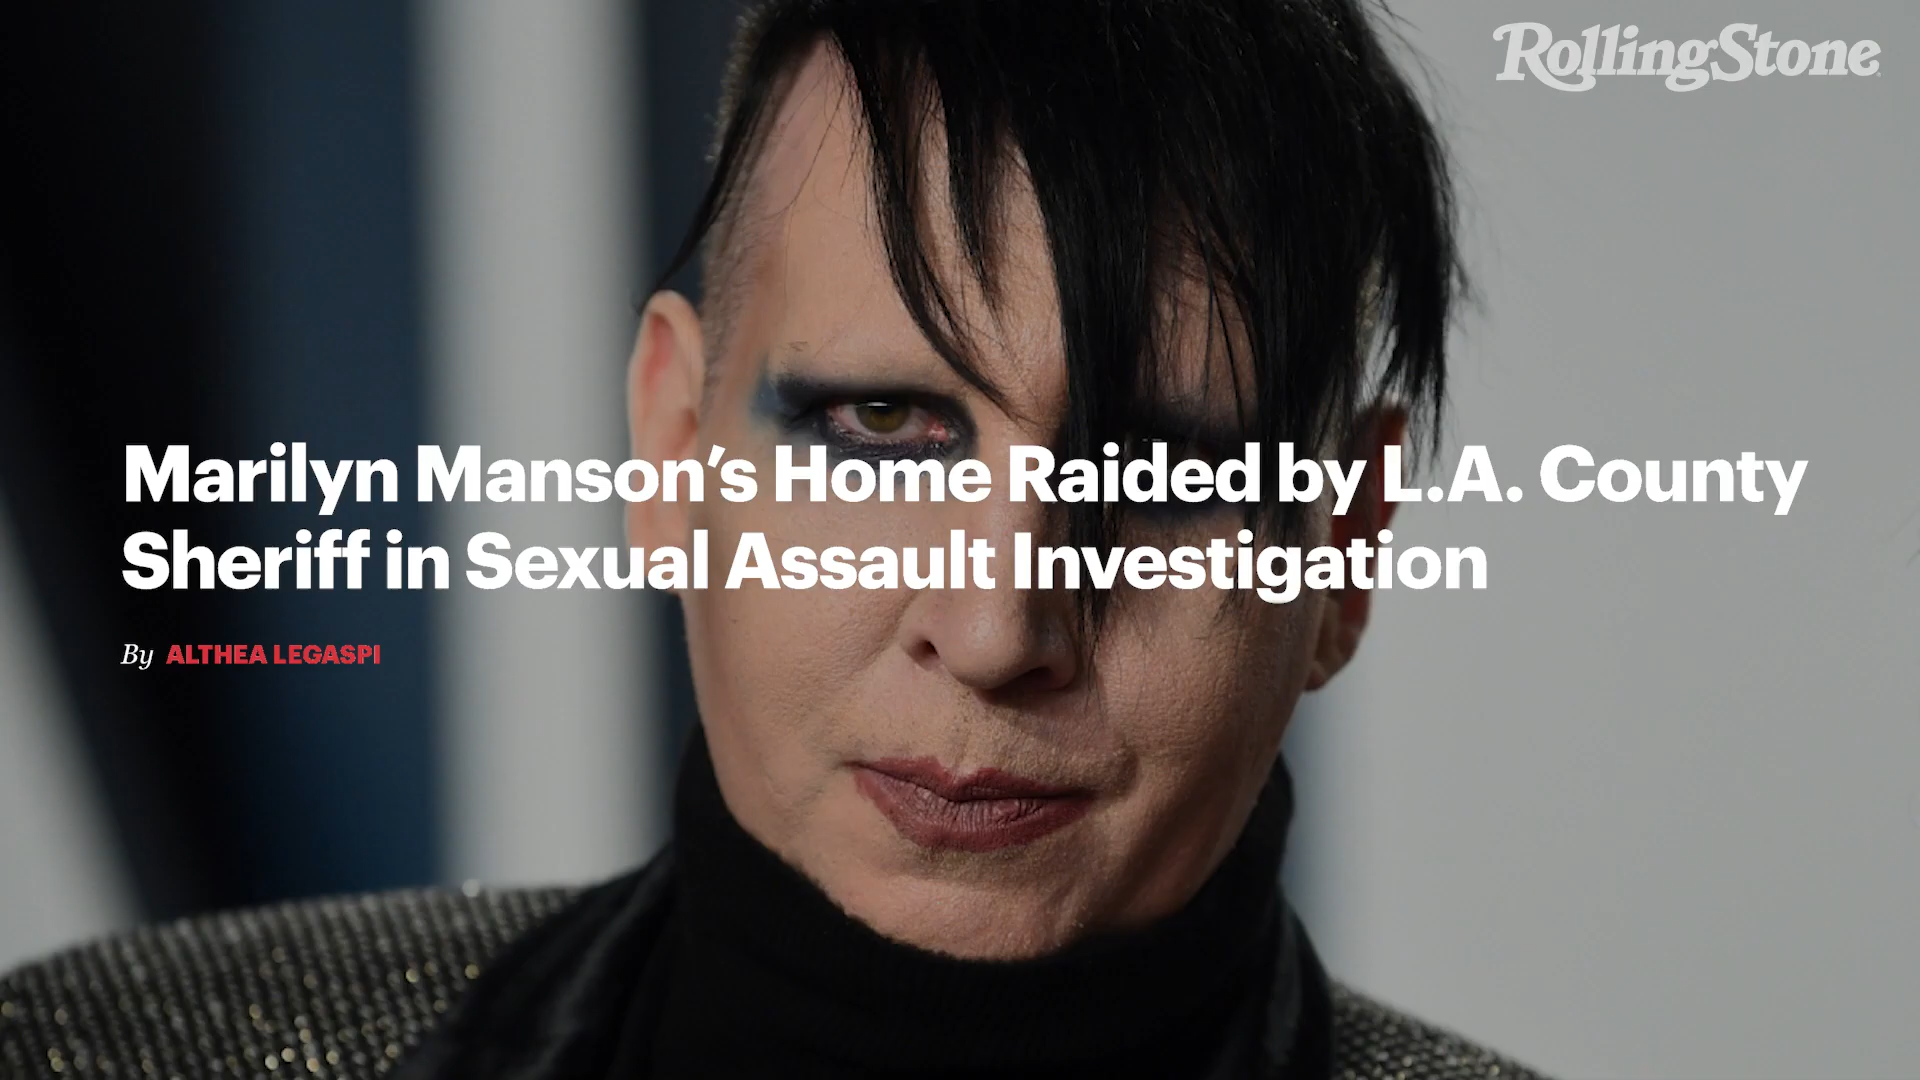 RollingStone
Marilyn Manson’s Home Raided by L.A. County
Sheriff in Sexual Assault Investigation
By ALTHEA LEGASPI